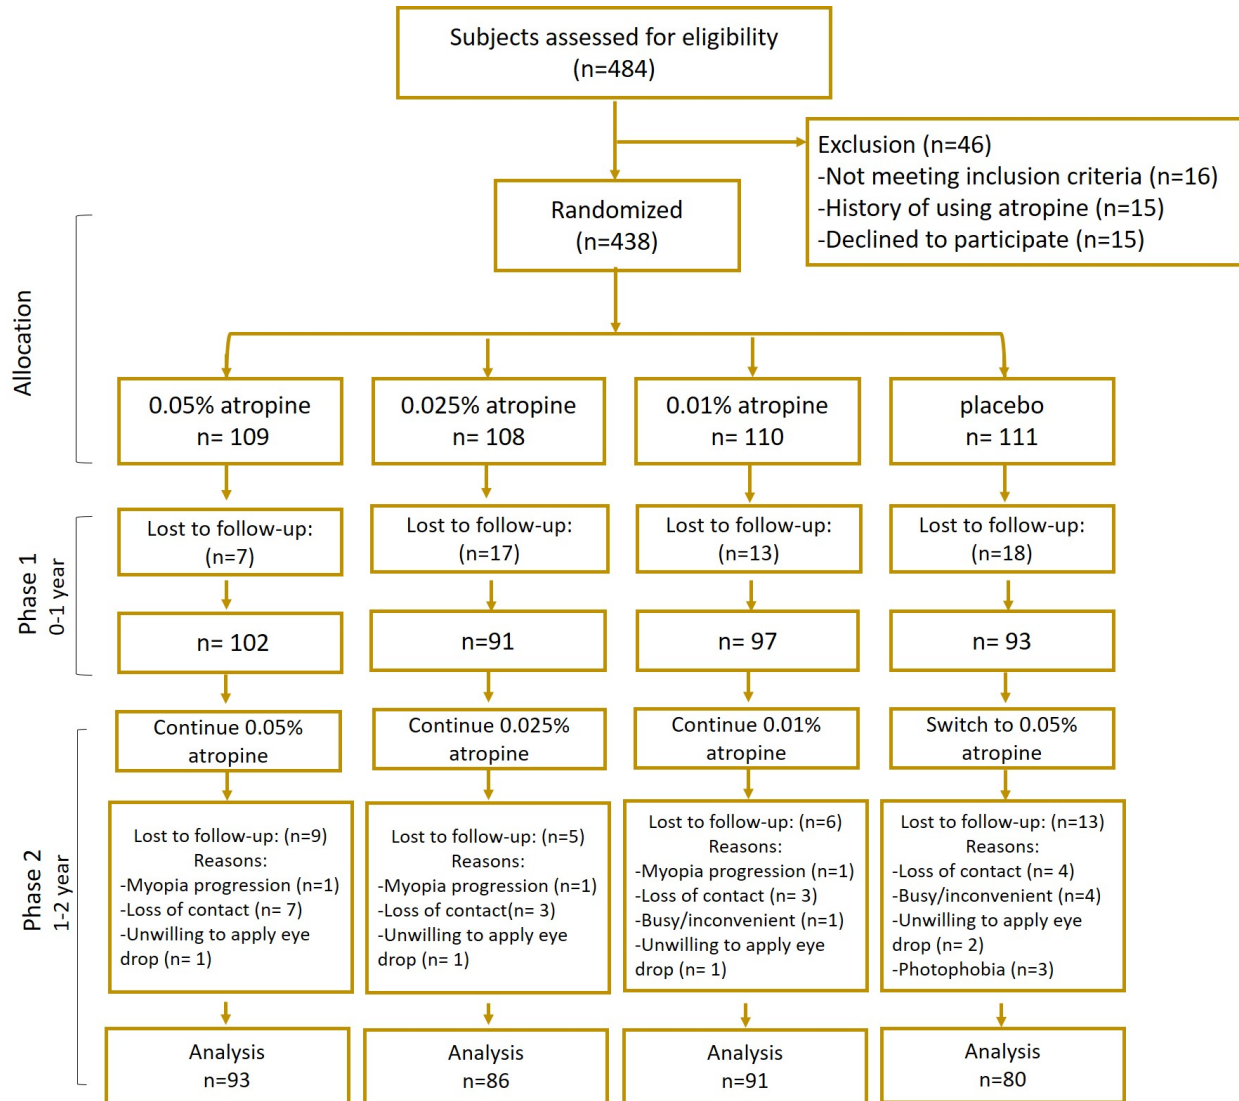 Subjects assessed for eligibility
(n=484)
Exclusion (n=46)
-Not meeting inclusion criteria (n=16)
-History of using atropine (n=15)
-Declined to participate (n=15)
Randomized
(n=438)
Allocation
0.05% atropine
n= 109
0.025% atropine
n= 108
0.01% atropine
n= 110
placebo
n= 111
Phase 1
0-1 year
Lost to follow-up:
(n=7)
Lost to follow-up:
(n=17)
Lost to follow-up:
(n=13)
Lost to follow-up:
(n=18)
n= 102
n=91
n= 97
n= 93
Phase 2
1-2 year
Continue 0.05%
atropine
Continue 0.025%
atropine
Continue 0.01%
atropine
Switch to 0.05%
atropine
Lost to follow-up: (n=9)
Reasons:
-Myopia progression (n=1)
-Loss of contact (n= 7)
-Unwilling to apply eye
drop (n= 1)
Lost to follow-up: (n=5)
Reasons:
-Myopia progression (n=1)
-Loss of contact(n= 3)
-Unwilling to apply eye
drop (n= 1)
Lost to follow-up: (n=6)
Reasons:
-Myopia progression (n=1)
-Loss of contact (n= 3)
-Busy/inconvenient (n=1)
-Unwilling to apply eye
drop (n= 1)
Lost to follow-up: (n=13)
Reasons:
-Loss of contact (n= 4)
-Busy/inconvenient (n=4)
-Unwilling to apply eye
drop (n= 2)
-Photophobia (n=3)
Analysis
n=93
Analysis
n=86
Analysis
n=91
Analysis
n=80